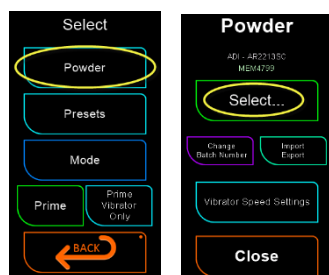 Select
Powder
Presets
Mode
Prime
Prime
Vibrator
Only
BACK
Powder
ADI - AR2213SC
MEM4799
Select...
Change
Batch Number
Import
Export
Vibrator Speed Settings
Close